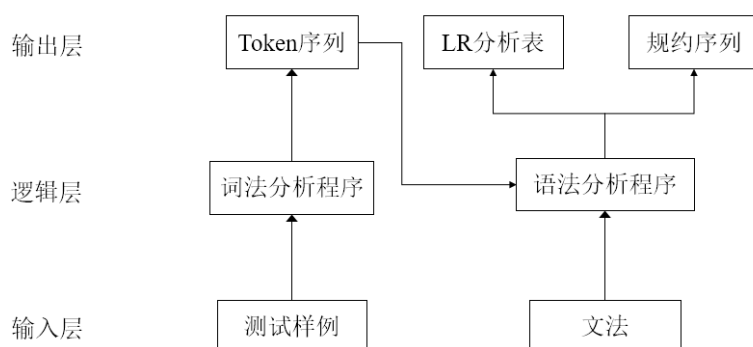 输出层
Token序列
LR分析表
规约序列
逻辑层
词法分析程序
语法分析程序
输入层
测试样例
文法